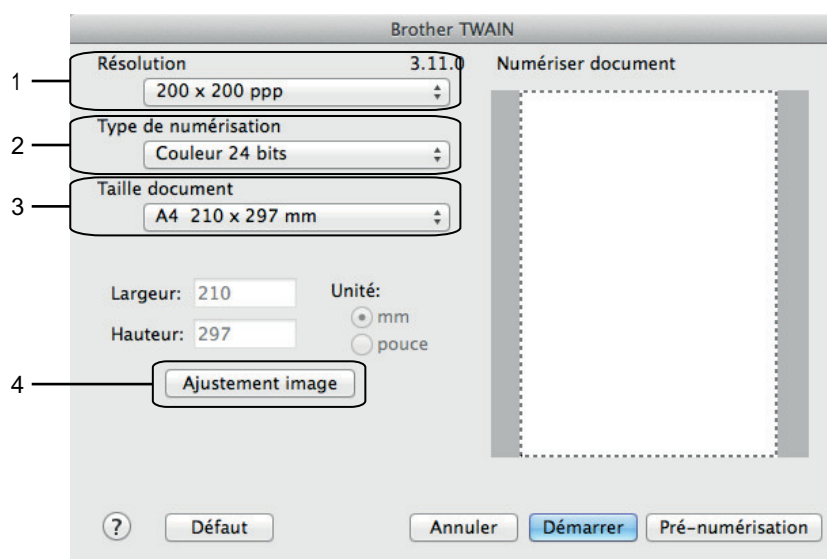 Brother TWAIN
Résolution 3.11.0 Numériser document
1
200 x 200 ppp
Type de numérisation
2
Couleur 24 bits
Taille document
3
A4 210 x 297 mm
Largeur: 210 Unité:
mm
Hauteur: 297
pouce
4
Ajustement image
? Défaut Annuler Démarrer Pré-numérisation